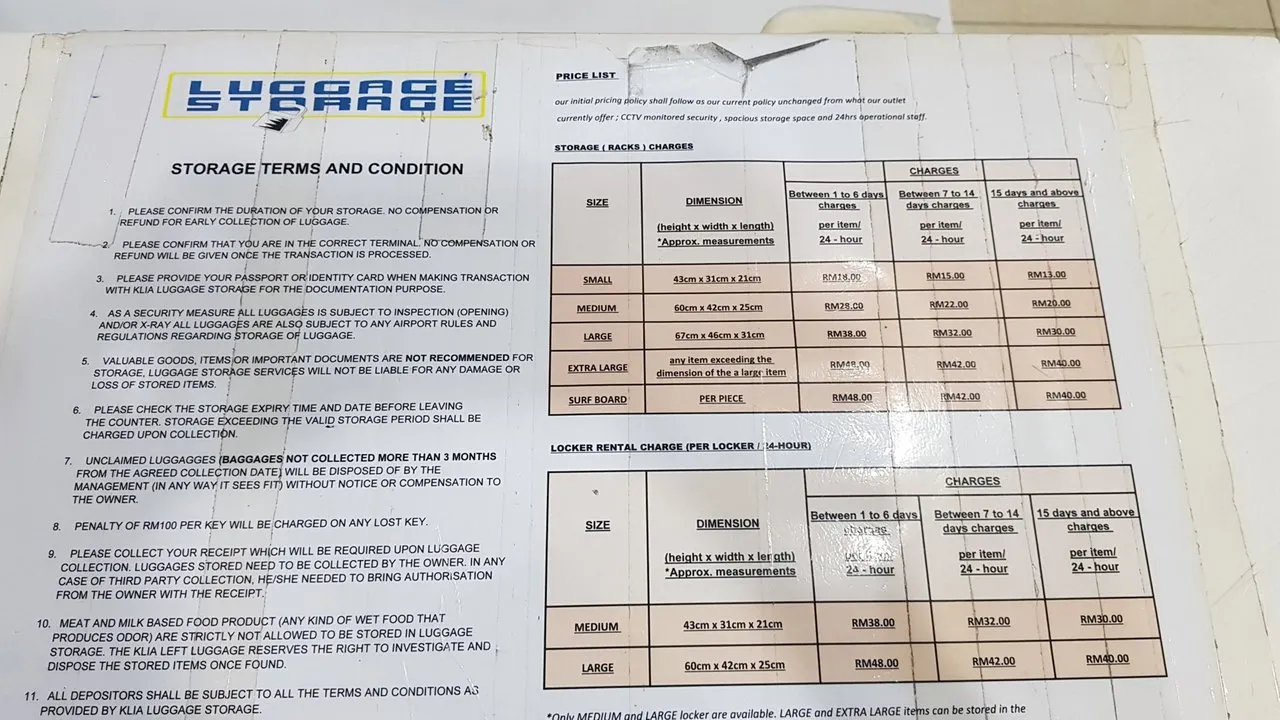 LUGGAGE
STORAGE
STORAGE TERMS AND CONDITION
1. PLEASE CONFIRM THE DURATION OF YOUR STORAGE. NO COMPENSATION OR
REFUND FOR EARLY COLLECTION OF LUGGAGE.
2. PLEASE CONFIRM THAT YOU ARE IN THE CORRECT TERMINAL. NO COMPENSATION OR
REFUND WILL BE GIVEN ONCE THE TRANSACTION IS PROCESSED.
3. PLEASE PROVIDE YOUR PASSPORT OR IDENTITY CARD WHEN MAKING TRANSACTION
WITH KLIA LUGGAGE STORAGE FOR THE DOCUMENTATION PURPOSE.
4. AS A SECURITY MEASURE ALL LUGGAGES IS SUBJECT TO INSPECTION (OPENING)
AND/OR X-RAY ALL LUGGAGES ARE ALSO SUBJECT TO ANY AIRPORT RULES AND
REGULATIONS REGARDING STORAGE OF LUGGAGE.
5. VALUABLE GOODS, ITEMS OR IMPORTANT DOCUMENTS ARE NOT RECOMMENDED FOR
STORAGE, LUGGAGE STORAGE SERVICES WILL NOT BE LIABLE FOR ANY DAMAGE OR
LOSS OF STORED ITEMS.
6. PLEASE CHECK THE STORAGE EXPIRY TIME AND DATE BEFORE LEAVING
THE COUNTER. STORAGE EXCEEDING THE VALID STORAGE PERIOD SHALL BE
CHARGED UPON COLLECTION.
7. UNCLAIMED LUGGAGGES (BAGGAGES NOT COLLECTED MORE THAN 3 MONTHS
FROM THE AGREED COLLECTION DATE) WILL BE DISPOSED OF BY THE
MANAGEMENT (IN ANY WAY IT SEES FIT) WITHOUT NOTICE OR COMPENSATION TO
THE OWNER.
8. PENALTY OF RM100 PER KEY WILL BE CHARGED ON ANY LOST KEY.
9. PLEASE COLLECT YOUR RECEIPT WHICH WILL BE REQUIRED UPON LUGGAGE
COLLECTION. LUGGAGES STORED NEED TO BE COLLECTED BY THE OWNER. IN ANY
CASE OF THIRD PARTY COLLECTION, HE/SHE NEEDED TO BRING AUTHORISATION
FROM THE OWNER WITH THE RECEIPT.
10. MEAT AND MILK BASED FOOD PRODUCT (ANY KIND OF WET FOOD THAT
PRODUCES ODOR) ARE STRICTLY NOT ALLOWED TO BE STORED IN LUGGAGE
STORAGE. THE KLIA LEFT LUGGAGE RESERVES THE RIGHT TO INVESTIGATE AND
DISPOSE THE STORED ITEMS ONCE FOUND.
11. ALL DEPOSITORS SHALL BE SUBJECT TO ALL THE TERMS AND CONDITIONS AS
PROVIDED BY KLIA LUGGAGE STORAGE.
PRICE LIST
our initial pricing policy shall follow as our current policy unchanged from what our outlet
currently offer ; CCTV monitored security , spacious storage space and 24hrs operational staff.
STORAGE ( RACKS ) CHARGES
CHARGES
SIZE DIMENSION Between 1 to 6 days Between 7 to 14 15 days and above
charges days charges charges
(height x width x length) per item/ per item/ per item/
*Approx. measurements 24 - hour 24 - hour 24 - hour
SMALL 43cm x 31cm x 21cm RM18.00 RM15.00 RM13.00
MEDIUM 60cm x 42cm x 25cm RM28.00 RM22.00 RM20.00
LARGE 67cm x 46cm x 31cm RM38.00 RM32.00 RM30.00
EXTRA LARGE any item exceeding the RM48.00 RM42.00 RM40.00
dimension of the a large item
SURF BOARD PER PIECE RM48.00 RM42.00 RM40.00
LOCKER RENTAL CHARGE (PER LOCKER / 24-HOUR)
CHARGES
SIZE DIMENSION Between 1 to 6 days Between 7 to 14 15 days and above
charges days charges charges
(height x width x length) per item/ per item/
*Approx. measurements 24 - hour 24 - hour 24 - hour
MEDIUM 43cm x 31cm x 21cm RM38.00 RM32.00 RM30.00
LARGE 60cm x 42cm x 25cm RM48.00 RM42.00 RM40.00
*Only MEDIUM and LARGE locker are available. LARGE and EXTRA LARGE items can be stored in the